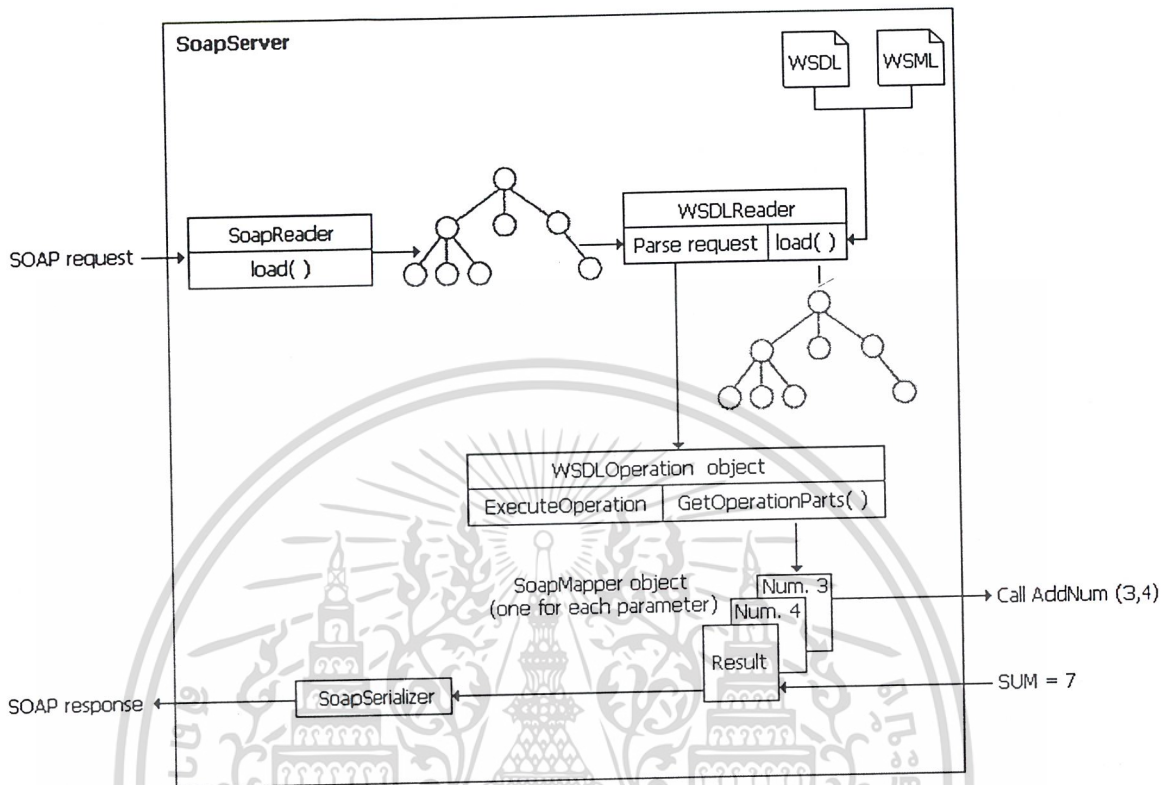 SoapServer
WSDL
WSML
SoapReader
load( )
SOAP request
WSDLReader
Parse request
load( )
WSDLOperation object
ExecuteOperation
GetOperationParts( )
SoapMapper object
(one for each parameter)
Num. 3
Num. 4
Result
Call AddNum (3,4)
SUM = 7
SoapSerializer
SOAP response